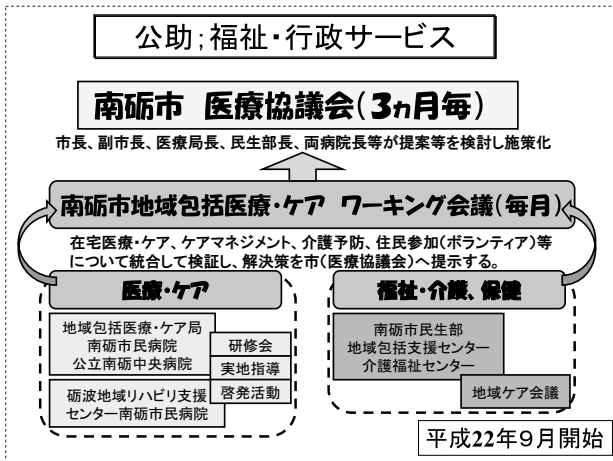 公助;福祉・行政サービス
南砺市 医療協議会(3ヵ月毎)
市長、副市長、医療局長、民生部長、両病院長等が提案等を検討し施策化
南砺市地域包括医療・ケア ワーキング会議(毎月)
在宅医療・ケア、ケアマネジメント、介護予防、住民参加(ボランティア)等
について統合して検証し、解決策を市(医療協議会)へ提示する。
医療・ケア
地域包括医療・ケア局
南砺市民病院
公立南砺中央病院
研修会
実地指導
啓発活動
砺波地域リハビリ支援
センター南砺市民病院
福祉・介護、保健
南砺市民生部
地域包括支援センター
介護福祉センター
地域ケア会議
平成22年9月開始